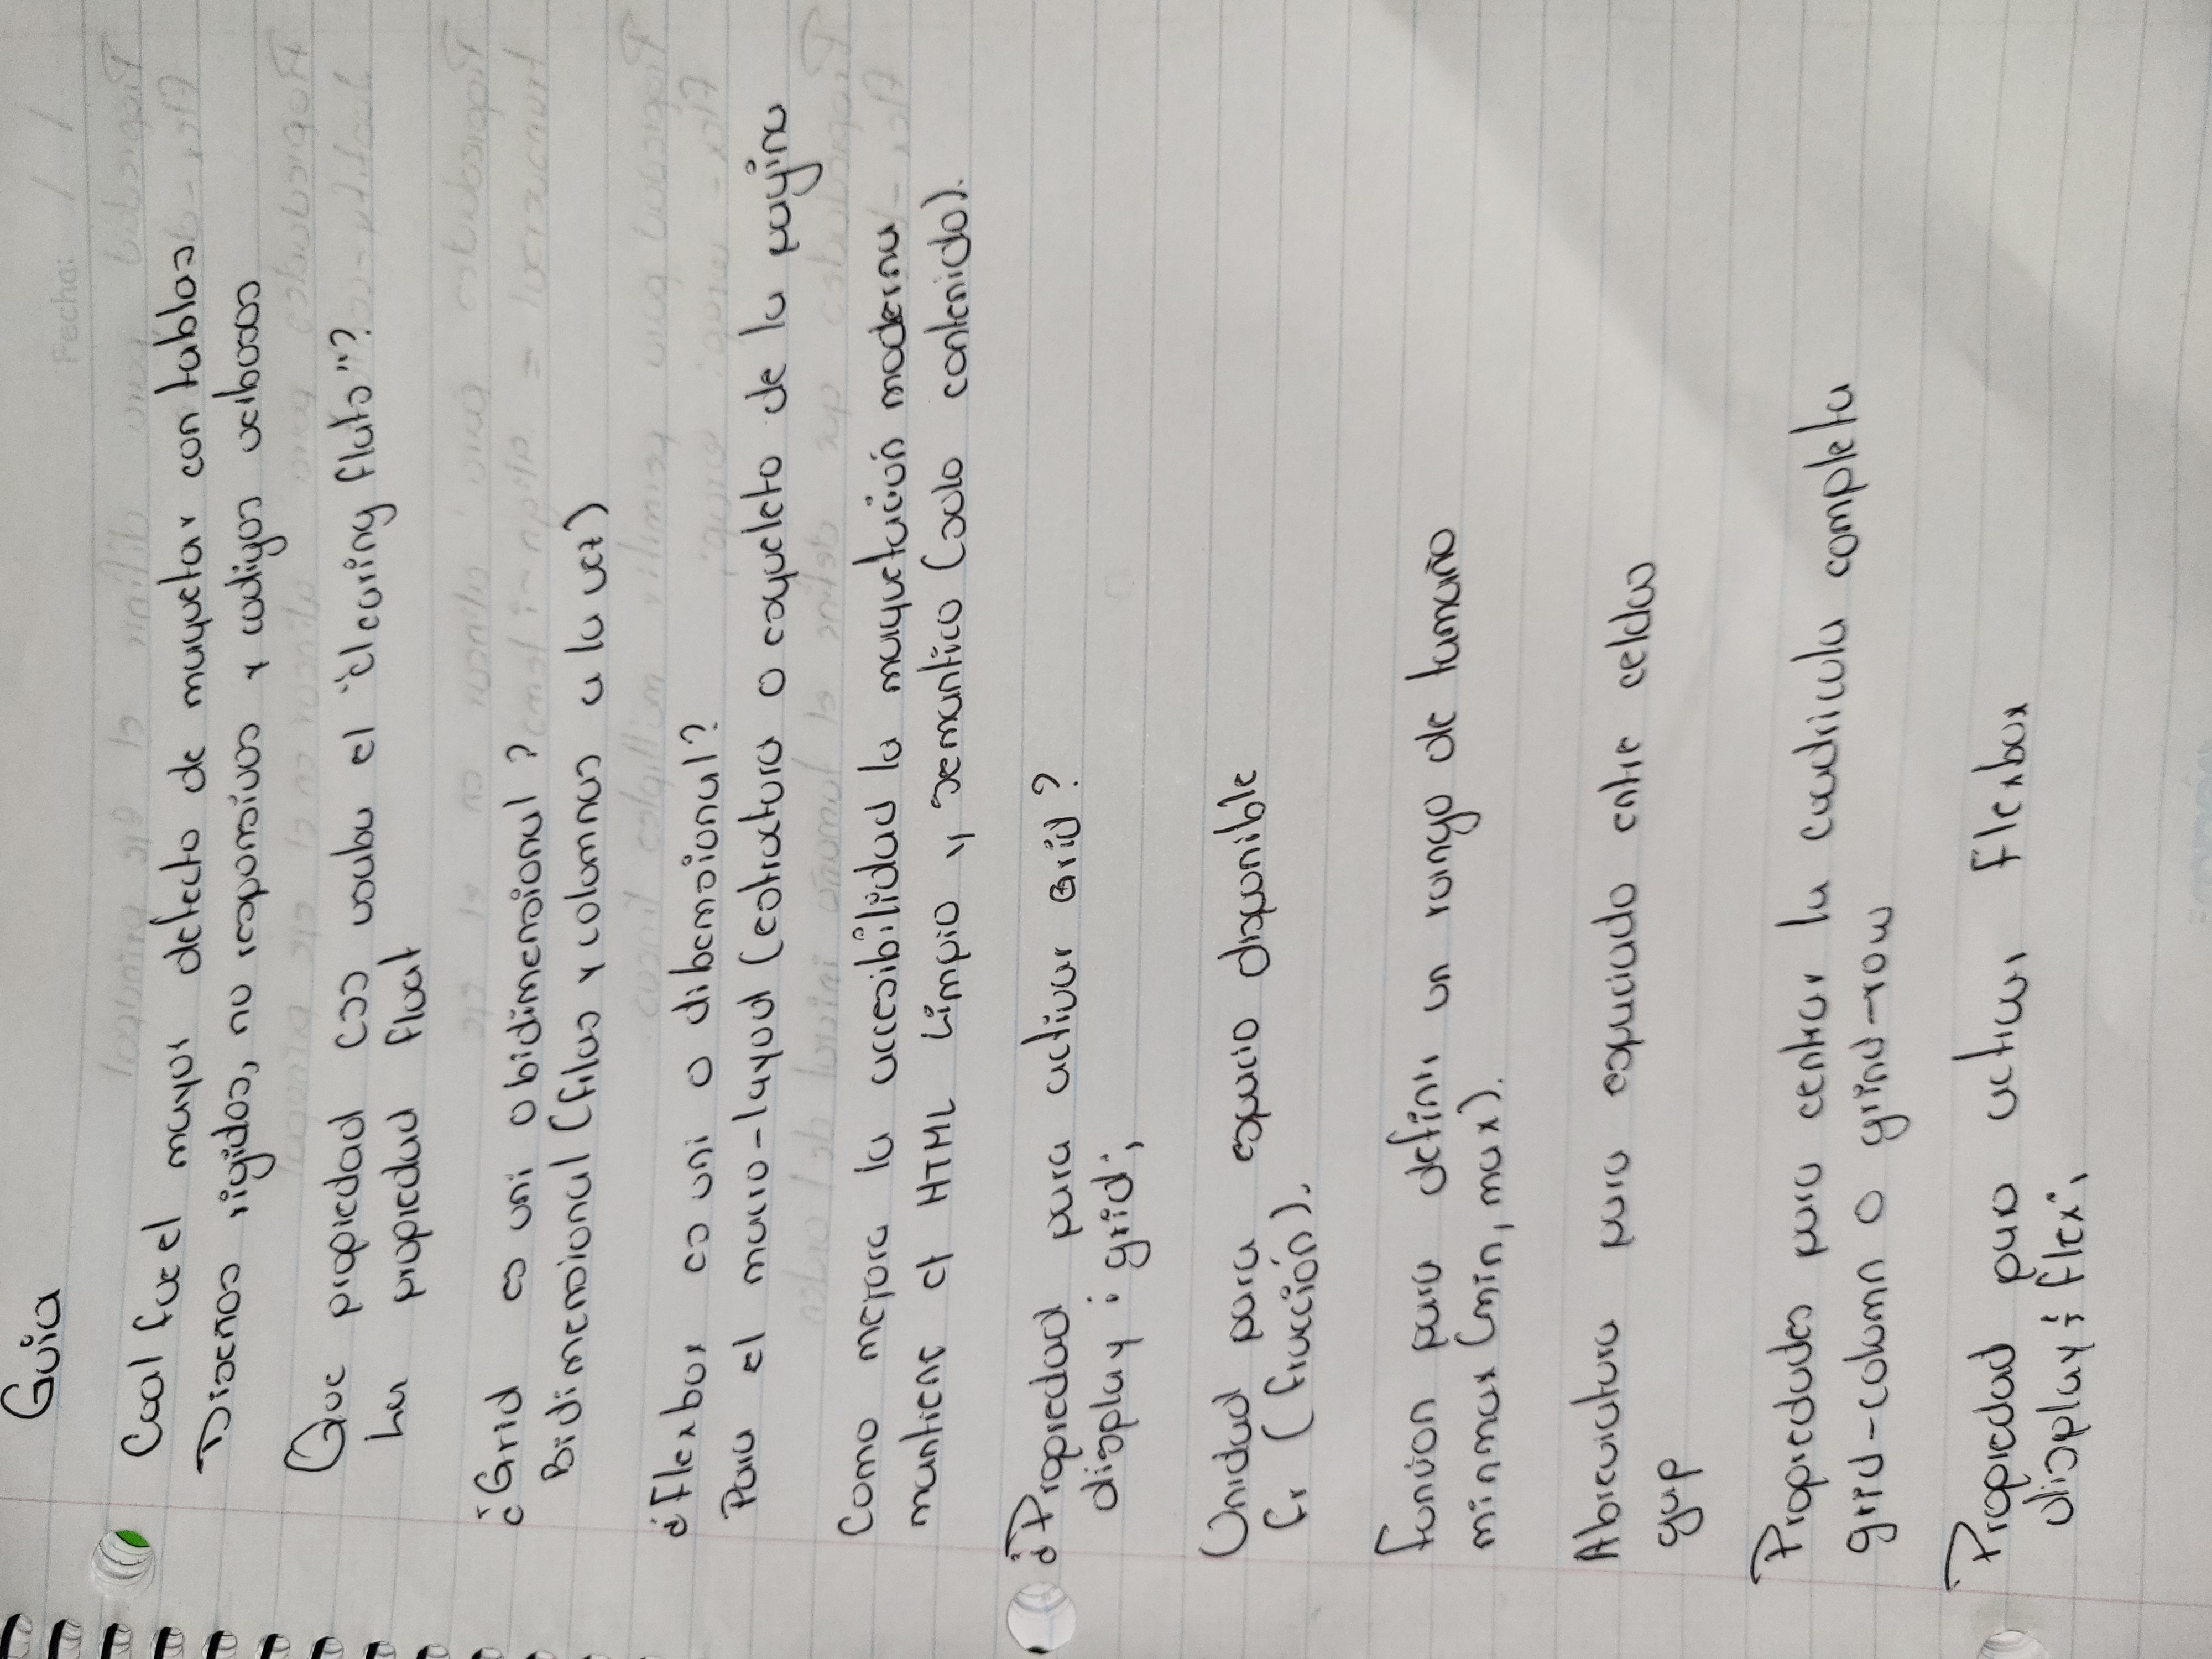 Guia
Fecha: / /
Cual fue el mayor defecto de maquetar con tablas
Diseños rigidos, no responsivos y codigos verbosos
Que propiedad CSS usaba el "clearing flats"?
La propiedad float
¿Grid es uni o bidimensional?
Bidimensional (filas y columnas a la vez)
¿Flexbox es uni o dibemsional?
Para el macro-layout (estructura o esqueleto de la pagina
Como mejora la accesibilidad la maquetación moderna
mantiene el HTML Limpio y semantico (solo contenido).
¿Propiedad para activar Grid?
display : grid;
Unidad para espacio disponible
fr (fracción).
funcion para definir un rango de tamaño
minmax (min, max).
Abreviatura para espaciado entre celdas
gap
Propiedades para centrar la cuadricula completa
grid-column o grind-row
Propiedad para activar Flexbox
display : flex;